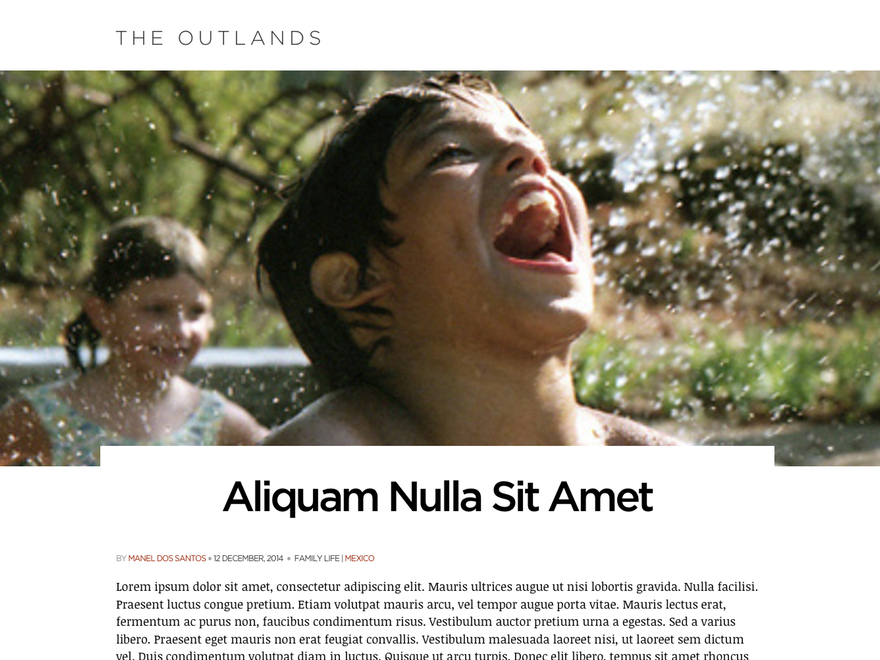 THE OUTLANDS
Aliquam Nulla Sit Amet
BY MANEL DOS SANTOS • 12 DECEMBER, 2014 • FAMILY LIFE | MEXICO
Lorem ipsum dolor sit amet, consectetur adipiscing elit. Mauris ultrices augue ut nisi lobortis gravida. Nulla facilisi.
Praesent luctus congue pretium. Etiam volutpat mauris arcu, vel tempor augue porta vitae. Mauris lectus erat,
fermentum ac purus non, faucibus condimentum risus. Vestibulum auctor pretium urna a egestas. Sed a varius
libero. Praesent eget mauris non erat feugiat convallis. Vestibulum malesuada laoreet nisi, ut laoreet sem dictum
vel. Duis condimentum volutpat diam in luctus. Quisque ut arcu turpis. Donec elit libero, tempus sit amet rhoncus